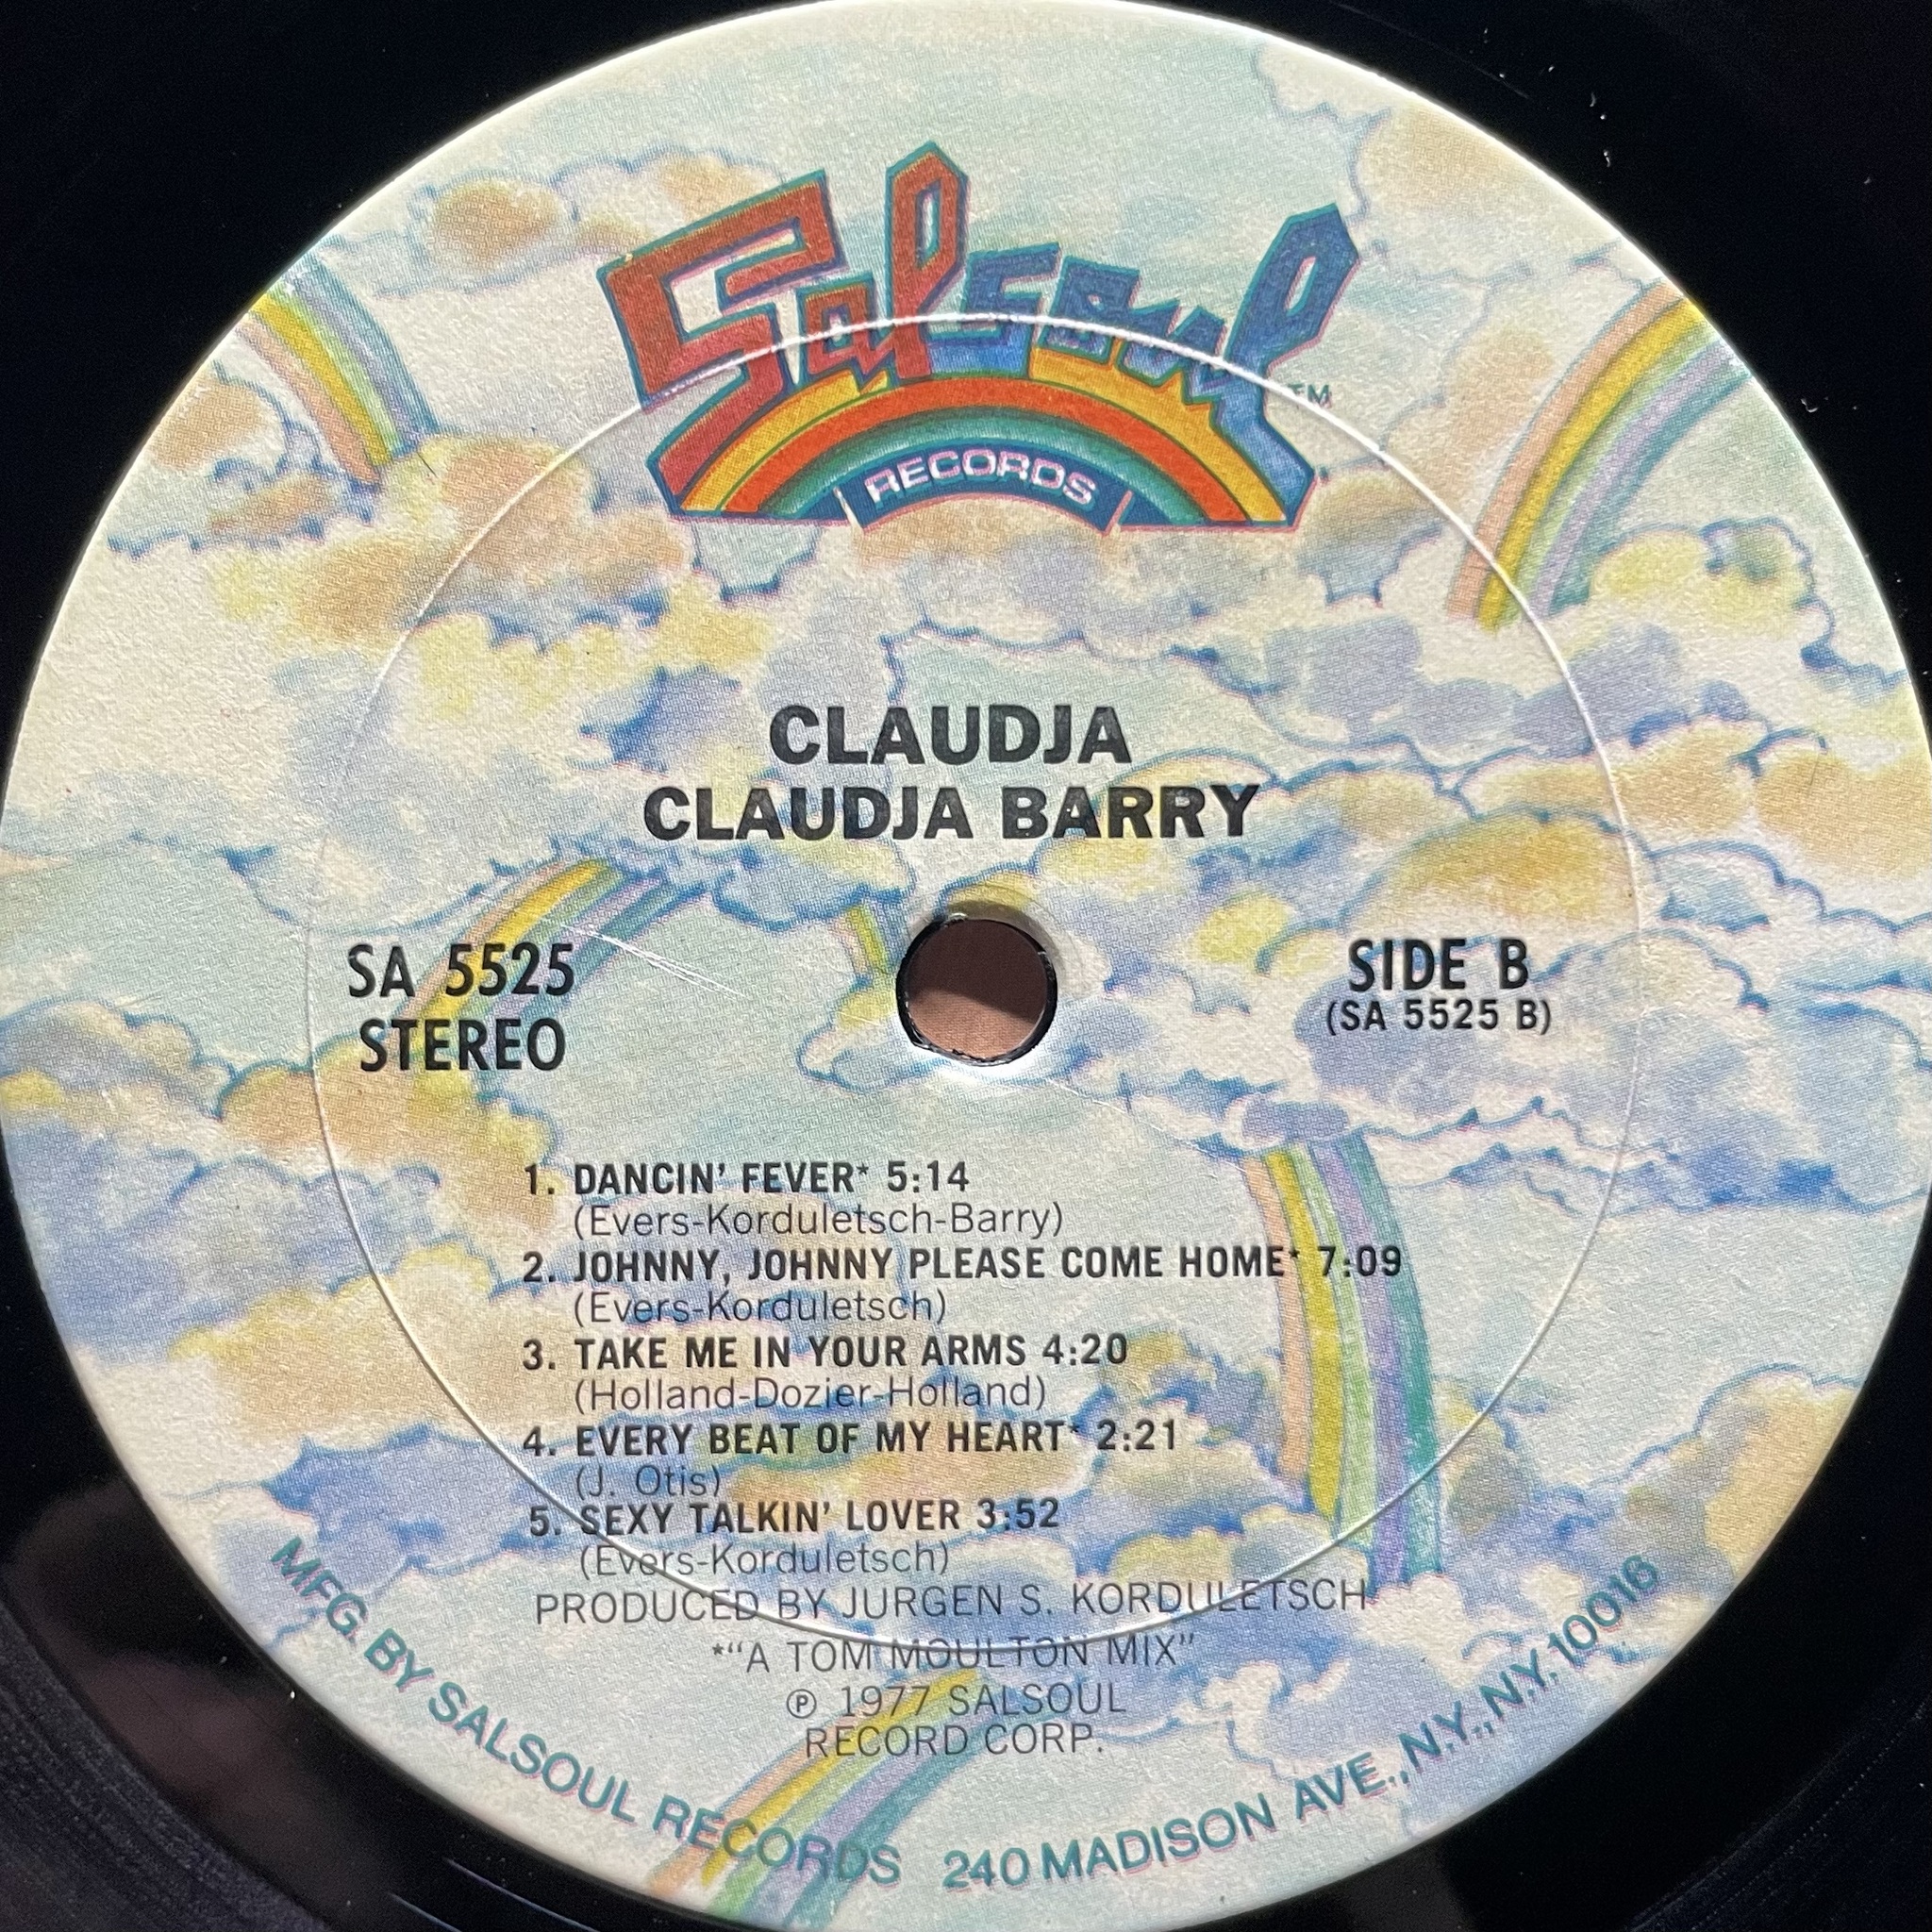 Salsoul TM
RECORDS
CLAUDJA
CLAUDJA BARRY
SA 5525
STEREO
SIDE B
(SA 5525 B)
1. DANCIN' FEVER* 5:14
(Evers-Korduletsch-Barry)
2. JOHNNY, JOHNNY PLEASE COME HOME* 7:09
(Evers-Korduletsch)
3. TAKE ME IN YOUR ARMS 4:20
(Holland-Dozier-Holland)
4. EVERY BEAT OF MY HEART* 2:21
(J. Otis)
5. SEXY TALKIN' LOVER 3:52
(Evers-Korduletsch)
PRODUCED BY JURGEN S. KORDULETSCH
*"A TOM MOULTON MIX"
℗ 1977 SALSOUL
RECORD CORP.
MFG. BY SALSOUL RECORDS 240 MADISON AVE., N.Y., N.Y. 10016